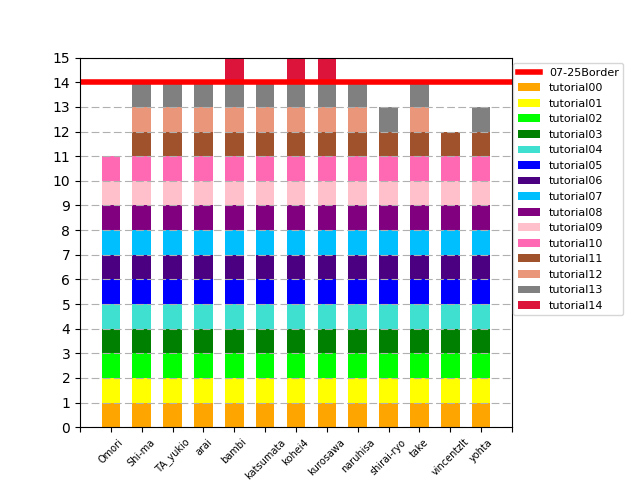 15
14
13
12
11
10
9
8
7
6
5
4
3
2
1
0
Omori
Shi-ma
TA_yukio
arai
bambi
katsumata
kohei4
kurosawa
naruhisa
shirai-ryo
take
vincentzlt
yohta
07-25Border
tutorial00
tutorial01
tutorial02
tutorial03
tutorial04
tutorial05
tutorial06
tutorial07
tutorial08
tutorial09
tutorial10
tutorial11
tutorial12
tutorial13
tutorial14